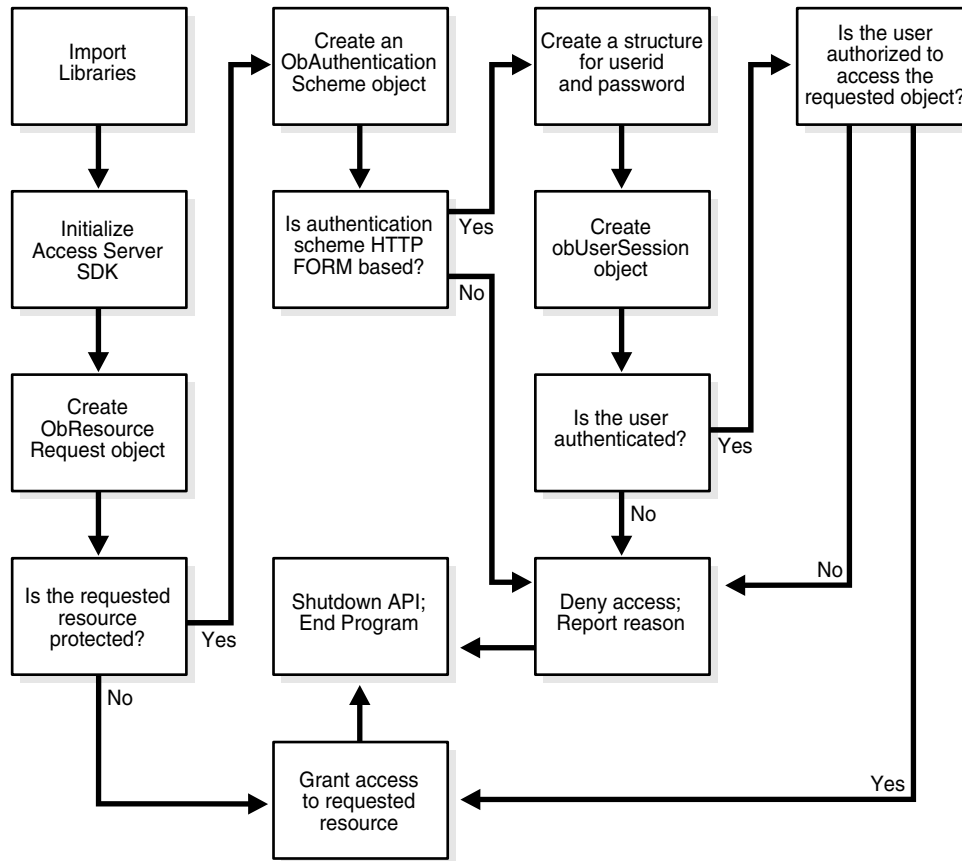 Import
Libraries
Initialize
Access Server
SDK
Create
ObResource
Request object
Is the requested
resource
protected?
Yes
No
Create an
ObAuthentication
Scheme object
Is authentication
scheme HTTP
FORM based?
Yes
No
Create a structure
for userid
and password
Create
obUserSession
object
Is the user
authenticated?
Yes
No
Is the user
authorized to
access the
requested object?
No
Yes
Deny access;
Report reason
Shutdown API;
End Program
Grant access
to requested
resource